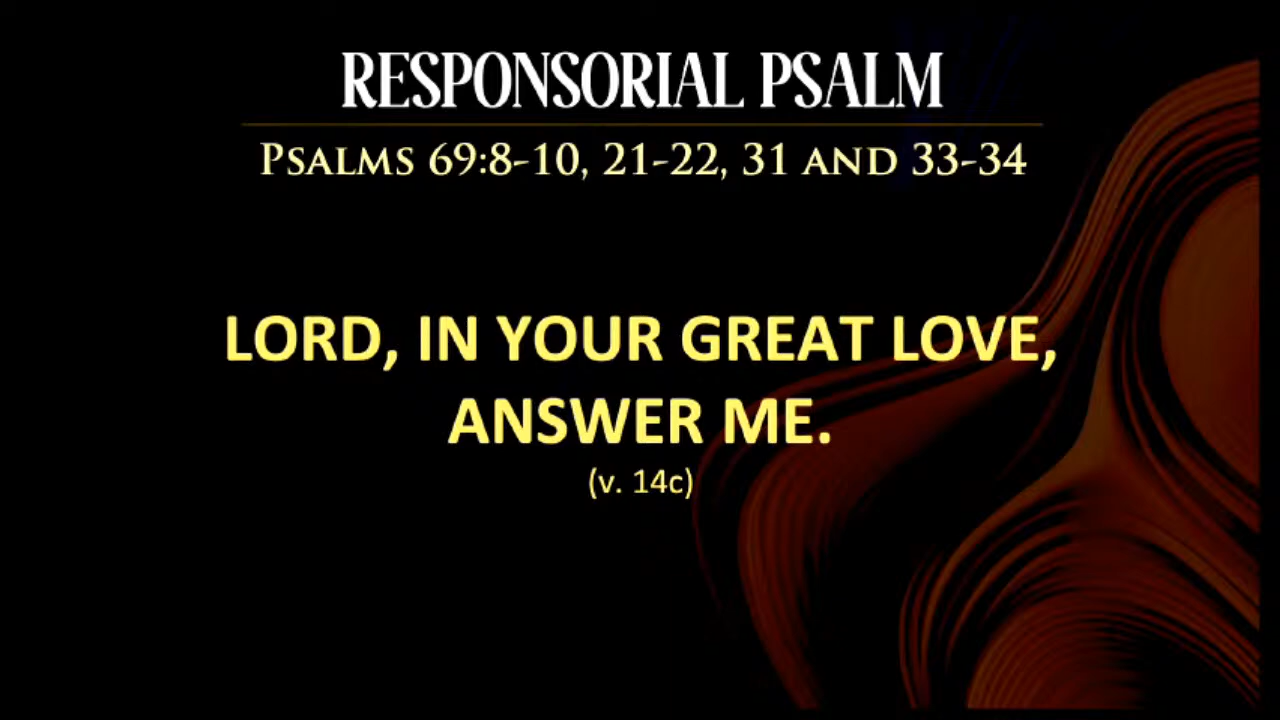 RESPONSORIAL PSALM
PSALMS 69:8-10, 21-22, 31 AND 33-34
LORD, IN YOUR GREAT LOVE,
ANSWER ME.
(v. 14c)